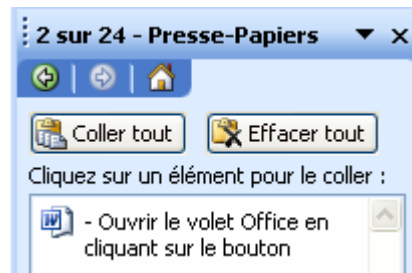 2 sur 24 - Presse-Papiers
Coller tout
Effacer tout
Cliquez sur un élément pour le coller :
- Ouvrir le volet Office en
cliquant sur le bouton